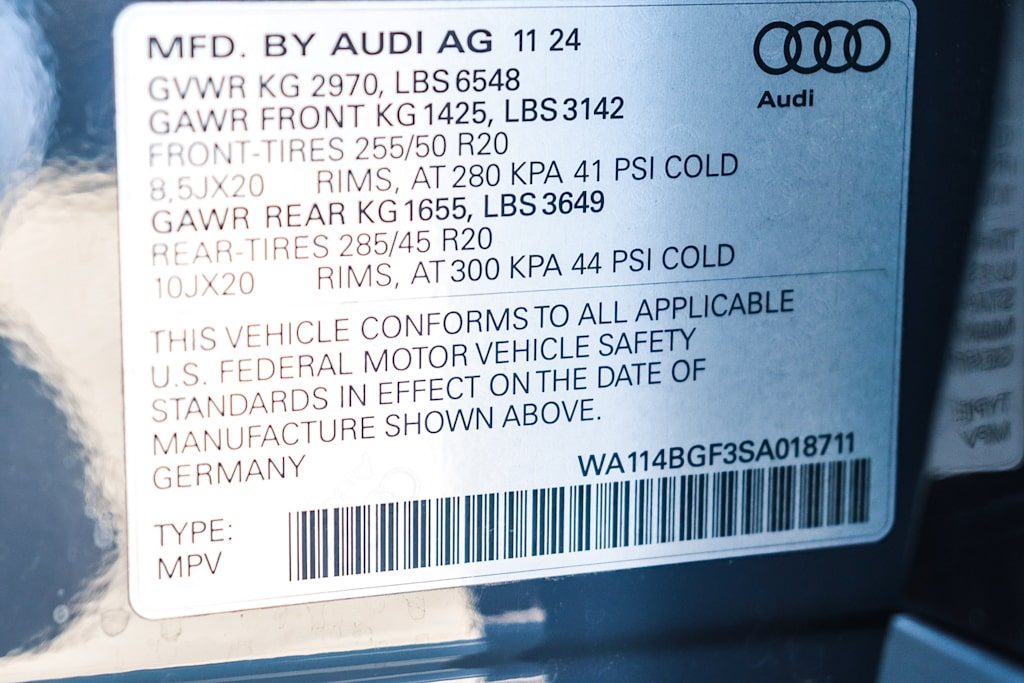 MFD. BY AUDI AG 11 24
Audi
GVWR KG 2970, LBS 6548
GAWR FRONT KG 1425, LBS 3142
FRONT-TIRES 255/50 R20
8,5JX20 RIMS, AT 280 KPA 41 PSI COLD
GAWR REAR KG 1655, LBS 3649
REAR-TIRES 285/45 R20
10JX20 RIMS, AT 300 KPA 44 PSI COLD
THIS VEHICLE CONFORMS TO ALL APPLICABLE
U.S. FEDERAL MOTOR VEHICLE SAFETY
STANDARDS IN EFFECT ON THE DATE OF
MANUFACTURE SHOWN ABOVE.
GERMANY
WA114BGF3SA018711
TYPE:
MPV